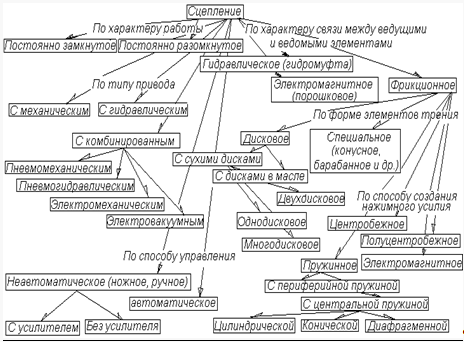 Сцепление
По характеру работы
По характеру связи между ведущими
и ведомыми элементами
Постоянно замкнутое
Постоянно разомкнутое
Гидравлическое (гидромуфта)
Электромагнитное
(порошковое)
Фрикционное
По типу привода
С механическим
С гидравлическим
По форме элементов трения
С комбинированным
Дисковое
Специальное
(конусное,
барабанное и др.)
С сухими дисками
С дисками в масле
Пневмомеханическим
Пневмогидравлическим
Электромеханическим
Электровакуумным
Двухдисковое
Однодисковое
Многодисковое
По способу создания
нажимного усилия
Центробежное
Полуцентробежное
Электромагнитное
Пружинное
По способу управления
Неавтоматическое (ножное, ручное)
автоматическое
С периферийной пружиной
С центральной пружиной
С усилителем
Без усилителя
Цилиндрической
Конической
Диафрагменной